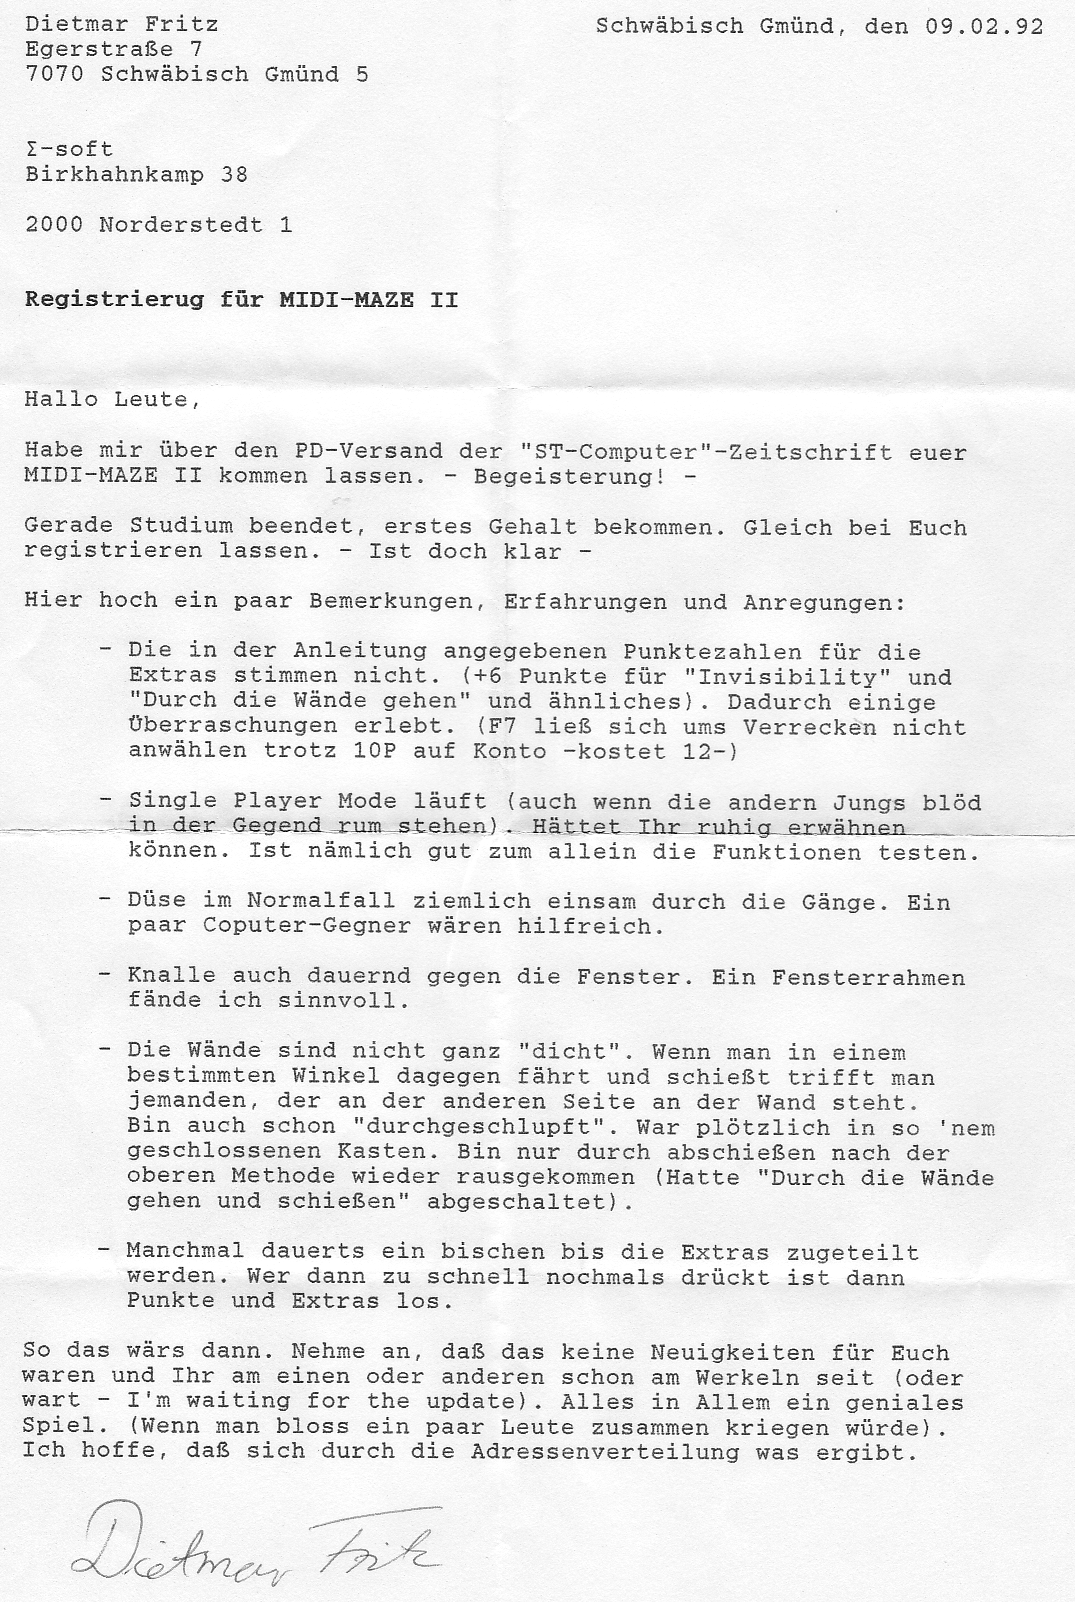 Dietmar Fritz
Schwäbisch Gmünd, den 09.02.92
Egerstraße 7
7070 Schwäbisch Gmünd 5
Σ-soft
Birkhahnkamp 38
2000 Norderstedt 1
Registrierug für MIDI-MAZE II
Hallo Leute,
Habe mir über den PD-Versand der "ST-Computer"-Zeitschrift euer
MIDI-MAZE II kommen lassen. - Begeisterung! -
Gerade Studium beendet, erstes Gehalt bekommen. Gleich bei Euch
registrieren lassen. - Ist doch klar -
Hier hoch ein paar Bemerkungen, Erfahrungen und Anregungen:
- Die in der Anleitung angegebenen Punktezahlen für die
Extras stimmen nicht. (+6 Punkte für "Invisibility" und
"Durch die Wände gehen" und ähnliches). Dadurch einige
Überraschungen erlebt. (F7 ließ sich ums Verrecken nicht
anwählen trotz 10P auf Konto -kostet 12-)
- Single Player Mode läuft (auch wenn die andern Jungs blöd
in der Gegend rum stehen). Hättet Ihr ruhig erwähnen
können. Ist nämlich gut zum allein die Funktionen testen.
- Düse im Normalfall ziemlich einsam durch die Gänge. Ein
paar Coputer-Gegner wären hilfreich.
- Knalle auch dauernd gegen die Fenster. Ein Fensterrahmen
fände ich sinnvoll.
- Die Wände sind nicht ganz "dicht". Wenn man in einem
bestimmten Winkel dagegen fährt und schießt trifft man
jemanden, der an der anderen Seite an der Wand steht.
Bin auch schon "durchgeschlupft". War plötzlich in so 'nem
geschlossenen Kasten. Bin nur durch abschießen nach der
oberen Methode wieder rausgekommen (Hatte "Durch die Wände
gehen und schießen" abgeschaltet).
- Manchmal dauerts ein bischen bis die Extras zugeteilt
werden. Wer dann zu schnell nochmals drückt ist dann
Punkte und Extras los.
So das wärs dann. Nehme an, daß das keine Neuigkeiten für Euch
waren und Ihr am einen oder anderen schon am Werkeln seit (oder
wart - I'm waiting for the update). Alles in Allem ein geniales
Spiel. (Wenn man bloss ein paar Leute zusammen kriegen würde).
Ich hoffe, daß sich durch die Adressenverteilung was ergibt.
Dietmar Fritz